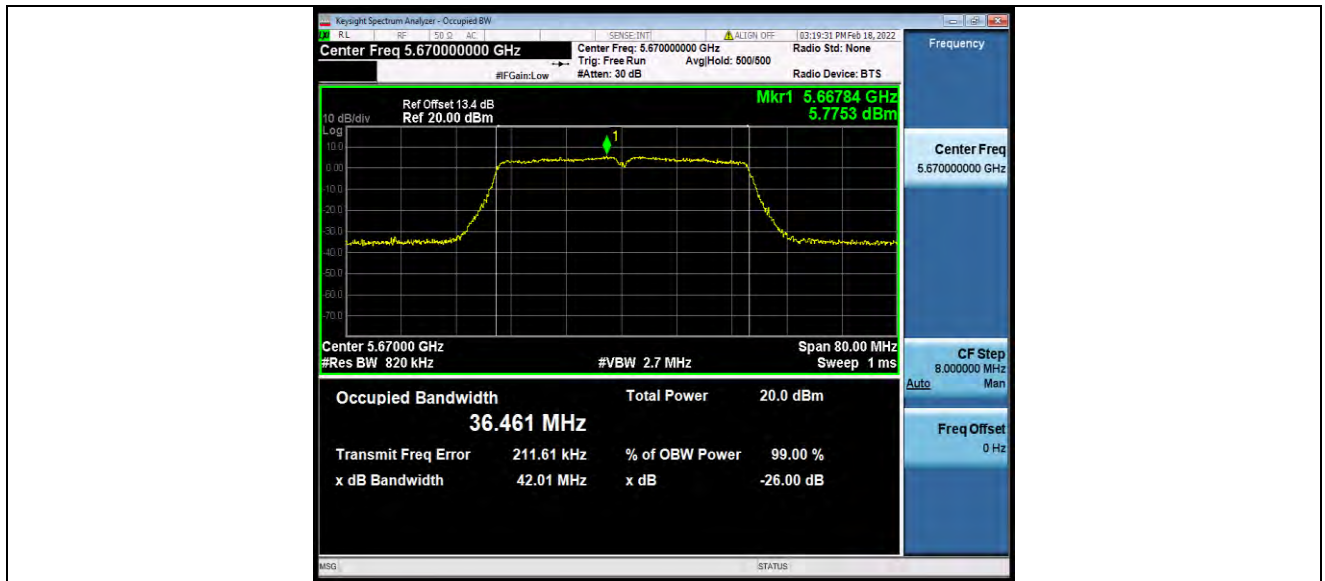 Keysight Spectrum Analyzer - Occupied BW
RL RF 50 Ω AC SENSE:INT ALIGN OFF 03:19:31 PM Feb 18, 2022
Center Freq 5.670000000 GHz
Center Freq: 5.670000000 GHz Radio Std: None
Trig: Free Run Avg|Hold: 500/500
#IFGain:Low #Atten: 30 dB Radio Device: BTS
Mkr1 5.66784 GHz
5.7753 dBm
Ref Offset 13.4 dB
10 dB/div Ref 20.00 dBm
Log
1
10.0
0.00
-10.0
-20.0
-30.0
-40.0
-50.0
-60.0
-70.0
Center 5.67000 GHz Span 80.00 MHz
#Res BW 820 kHz #VBW 2.7 MHz Sweep 1 ms
Occupied Bandwidth Total Power 20.0 dBm
36.461 MHz
Transmit Freq Error 211.61 kHz % of OBW Power 99.00 %
x dB Bandwidth 42.01 MHz x dB -26.00 dB
MSG STATUS
Frequency
Center Freq
5.670000000 GHz
CF Step
8.000000 MHz
Auto Man
Freq Offset
0 Hz